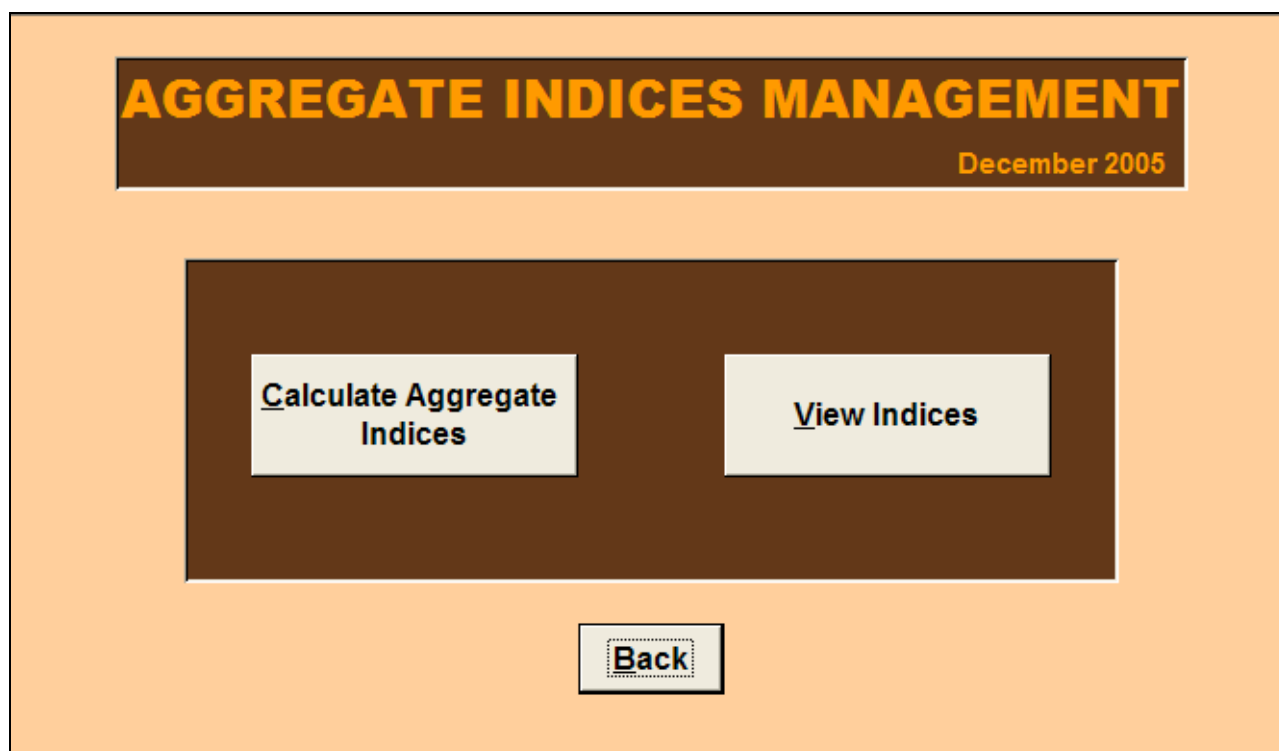 AGGREGATE INDICES MANAGEMENT
December 2005
Calculate Aggregate
Indices
View Indices
Back